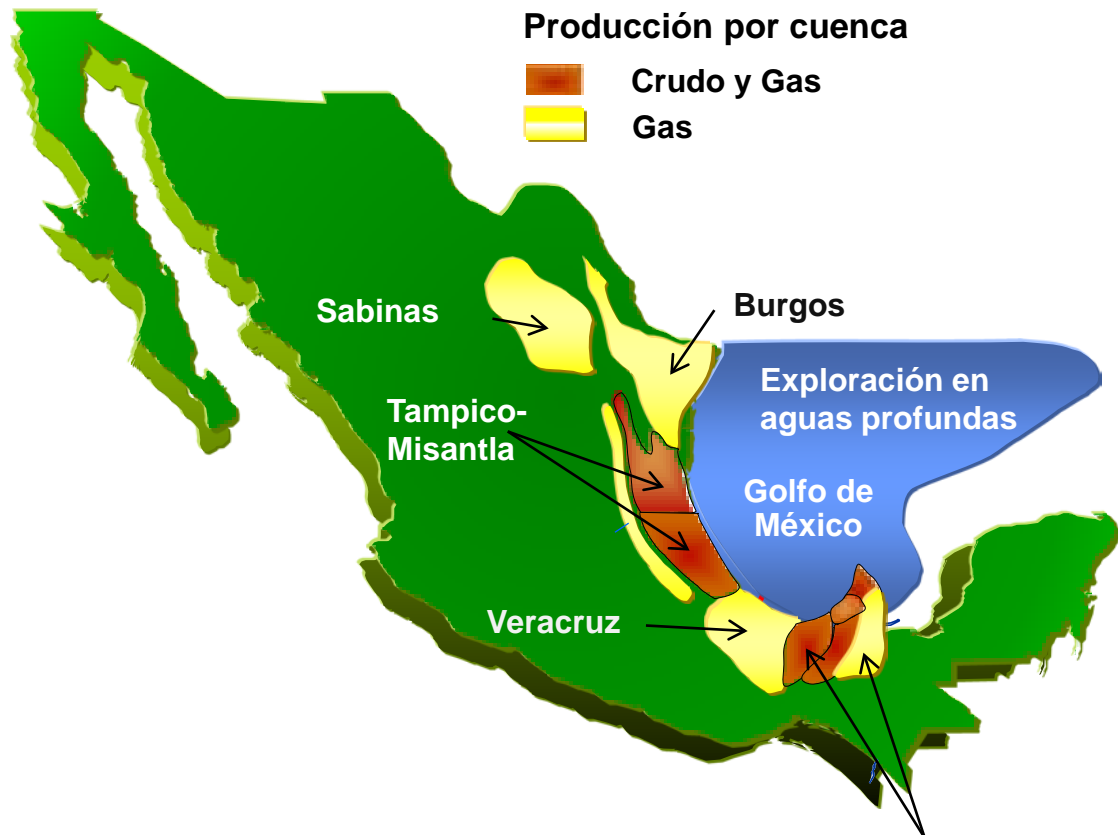 Producción por cuenca
Crudo y Gas
Gas
Sabinas
Burgos
Exploración en
aguas profundas
Tampico-
Misantla
Golfo de
México
Veracruz